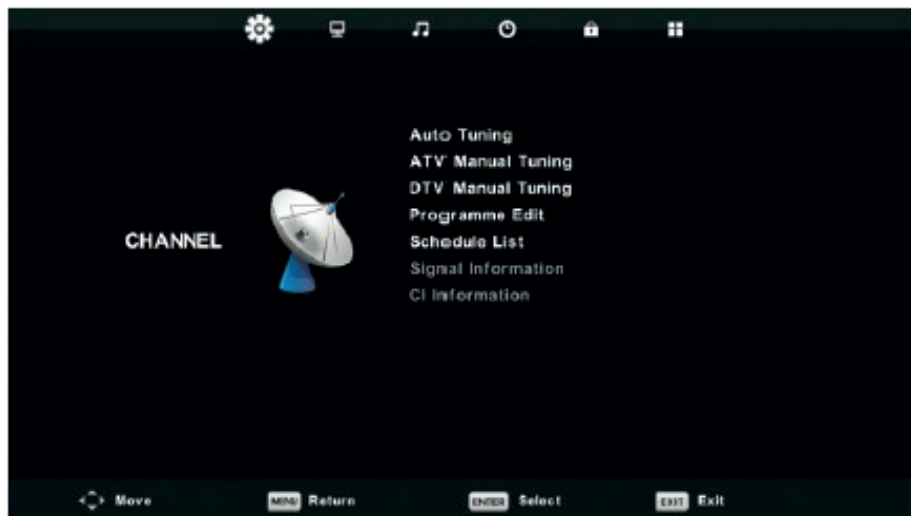 CHANNEL
Auto Tuning
ATV Manual Tuning
DTV Manual Tuning
Programme Edit
Schedule List
Signal Information
CI Information
Move MENU Return ENTER Select EXIT Exit